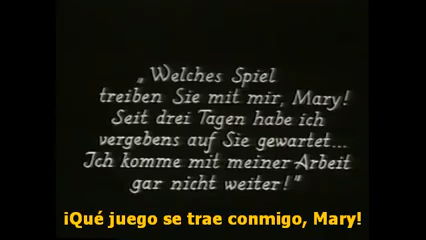 „Welches Spiel
treiben Sie mit mir, Mary!
Seit drei Tagen habe ich
vergebens auf Sie gewartet...
Ich komme mit meiner Arbeit
gar nicht weiter!"
¡Qué juego se trae conmigo, Mary!